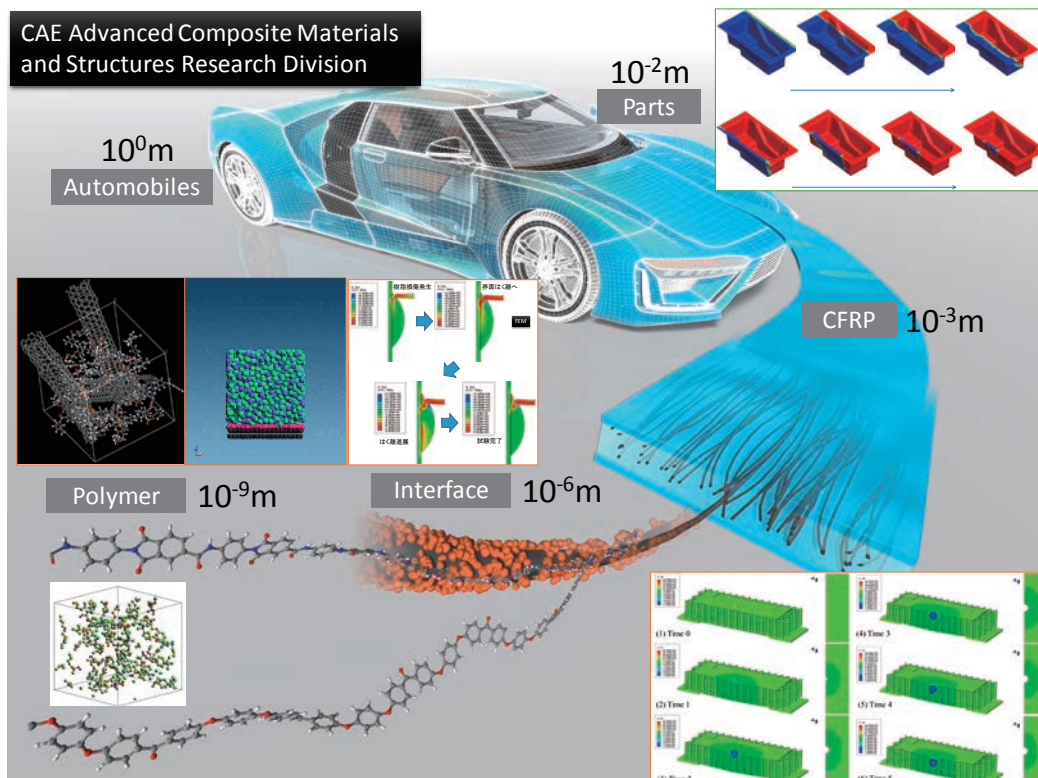 CAE Advanced Composite Materials
and Structures Research Division
10⁻²m
Parts
10⁰m
Automobiles
樹脂損傷発生
界面はく離へ
FEM
はく離進展
試験完了
CFRP 10⁻³m
Polymer 10⁻⁹m
Interface 10⁻⁶m
(1) Time 0
(4) Time 3
(2) Time 1
(5) Time 4